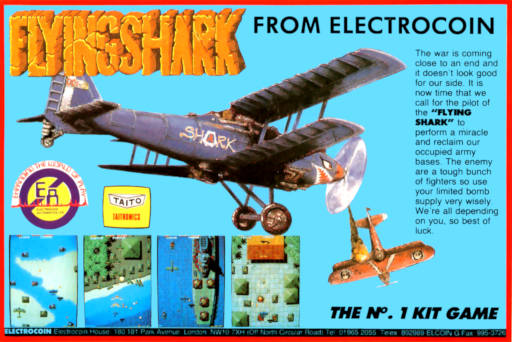 FLYING SHARK
FROM ELECTROCOIN
The war is coming
close to an end and
it doesn't look good
for our side. It is
now time that we
call for the pilot of
the "FLYING
SHARK" to
perform a miracle
and reclaim our
occupied army
bases. The enemy
are a tough bunch
of fighters so use
your limited bomb
supply very wisely.
We're all depending
on you, so best of
luck.
SHARK
TAITO
TAITRONICO
THE Nº. 1 KIT GAME
ELECTROCOIN Electrocoin House 180 181 Park Avenue London NW10 7XH (Off North Circular Road) Tel 01965 2055 Telex 892989 ELCOIN G Fax 995-3726